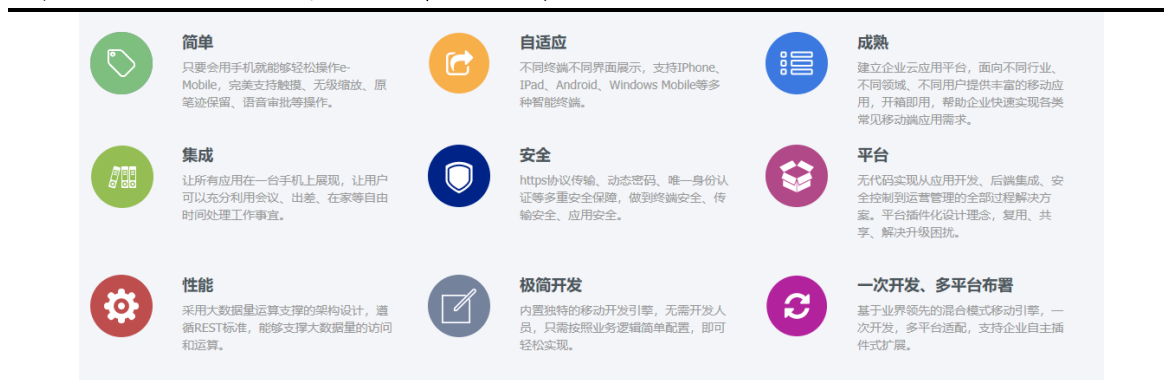 简单
只要会用手机就能够轻松操作e-
Mobile，完美支持触摸、无级缩放、原
笔迹保留、语音审批等操作。
自适应
不同终端不同界面展示，支持IPhone、
IPad、Android、Windows Mobile等多
种智能终端。
成熟
建立企业云应用平台，面向不同行业、
不同领域、不同用户提供丰富的移动应
用，开箱即用，帮助企业快速实现各类
常见移动端应用需求。
集成
让所有应用在一台手机上展现，让用户
可以充分利用会议、出差、在家等自由
时间处理工作事宜。
安全
https协议传输、动态密码、唯一身份认
证等多重安全保障，做到终端安全、传
输安全、应用安全。
平台
无代码实现从应用开发、后端集成、安
全控制到运营管理的全部过程解决方
案。平台插件化设计理念，复用、共
享、解决升级困扰。
性能
采用大数据量运算支撑的架构设计，遵
循REST标准，能够支撑大数据量的访问
和运算。
极简开发
内置独特的移动开发引擎，无需开发人
员，只需按照业务逻辑简单配置，即可
轻松实现。
一次开发、多平台布署
基于业界领先的混合模式移动引擎，一
次开发，多平台适配，支持企业自主插
件式扩展。